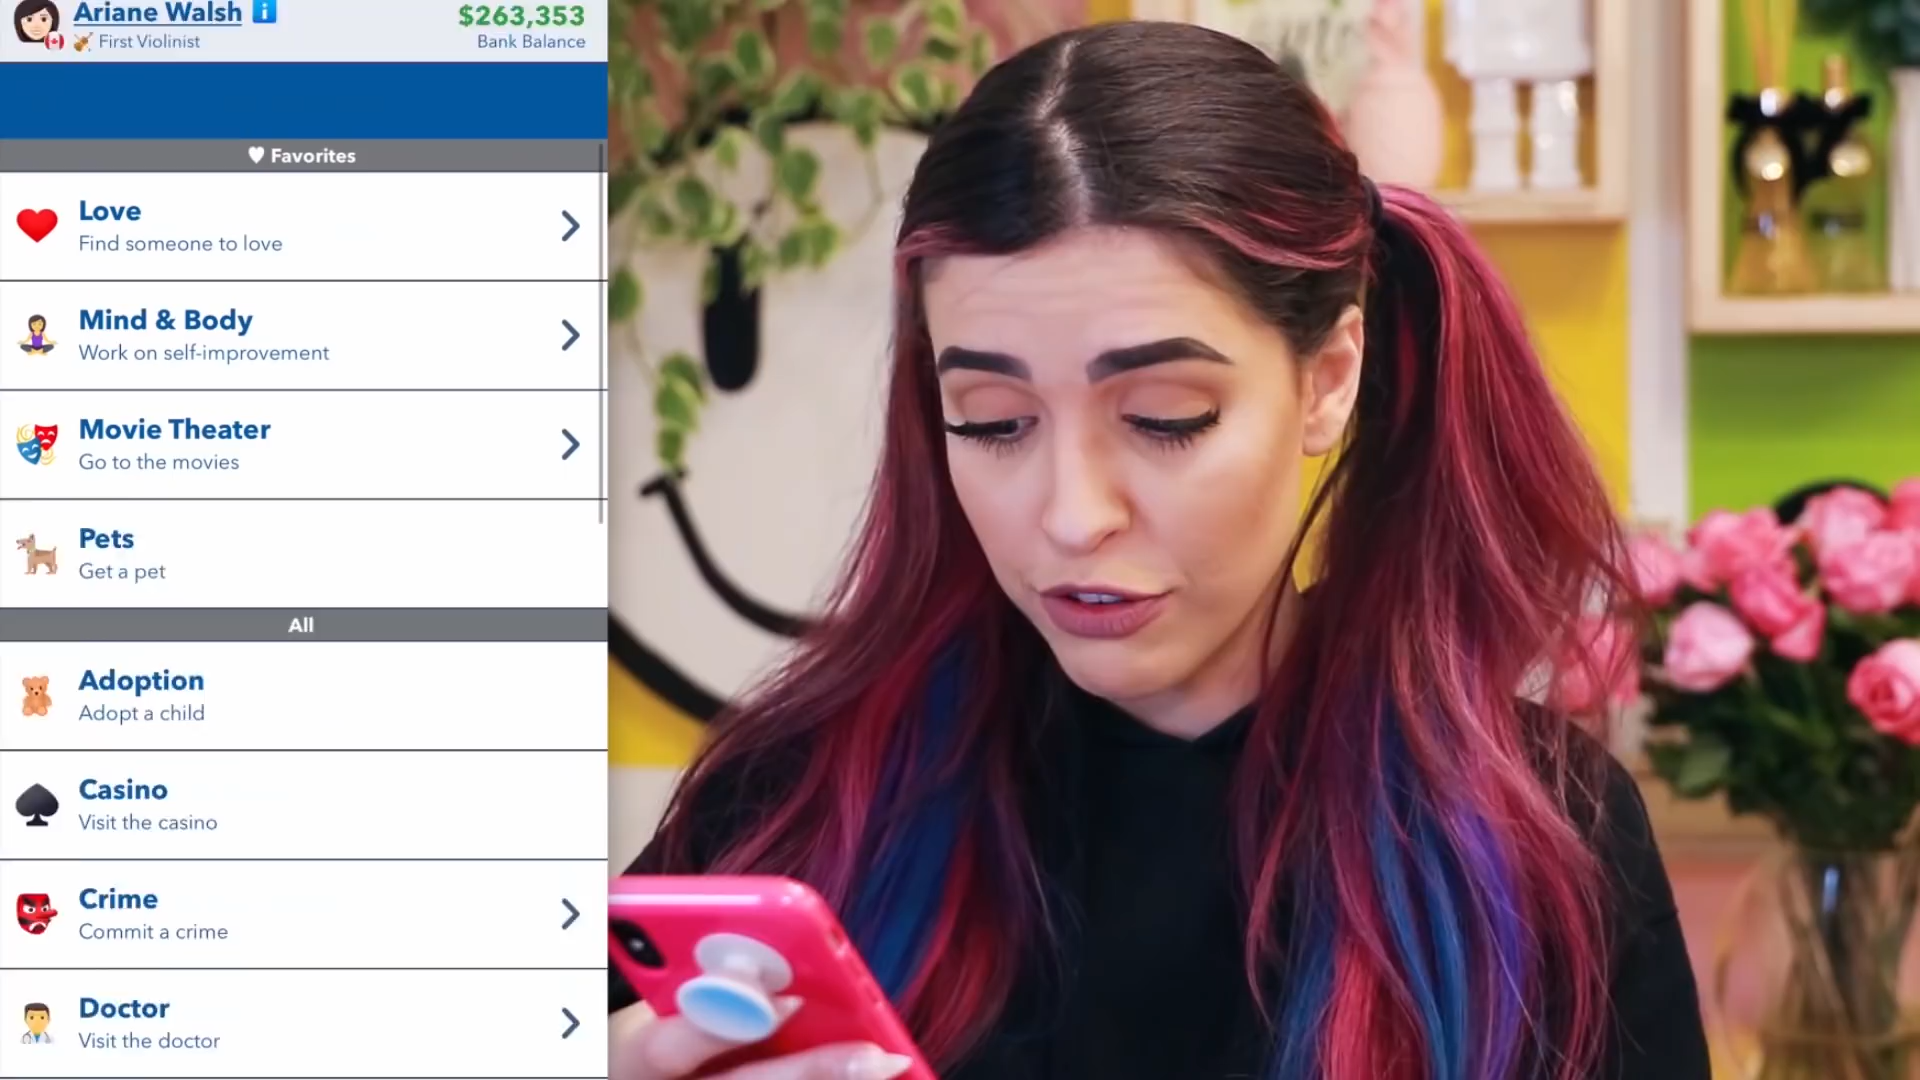 Ariane Walsh
$263,353
First Violinist
Bank Balance
Favorites
Love
Find someone to love
Mind & Body
Work on self-improvement
Movie Theater
Go to the movies
Pets
Get a pet
All
Adoption
Adopt a child
Casino
Visit the casino
Crime
Commit a crime
Doctor
Visit the doctor